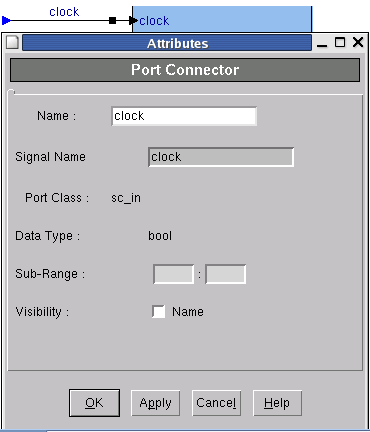 clock
clock
Attributes
Port Connector
Name :
clock
Signal Name
clock
Port Class : sc_in
Data Type : bool
Sub-Range : :
Visibility : Name
OK Apply Cancel Help